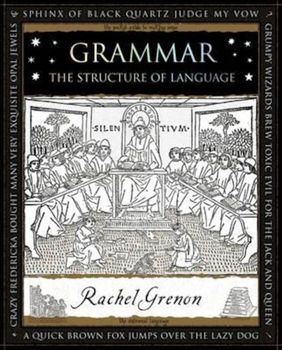 SPHINX OF BLACK QUARTZ JUDGE MY VOW
GRAMMAR
THE STRUCTURE OF LANGUAGE
GRUMPY WIZARDS BREW TOXIC EVIL FOR THE JACK AND QUEEN
CRAZY FREDERICKA BOUGHT MANY VERY EXQUISITE OPAL JEWELS
SILEN TIVM
Rachel Grenon
A QUICK BROWN FOX JUMPS OVER THE LAZY DOG